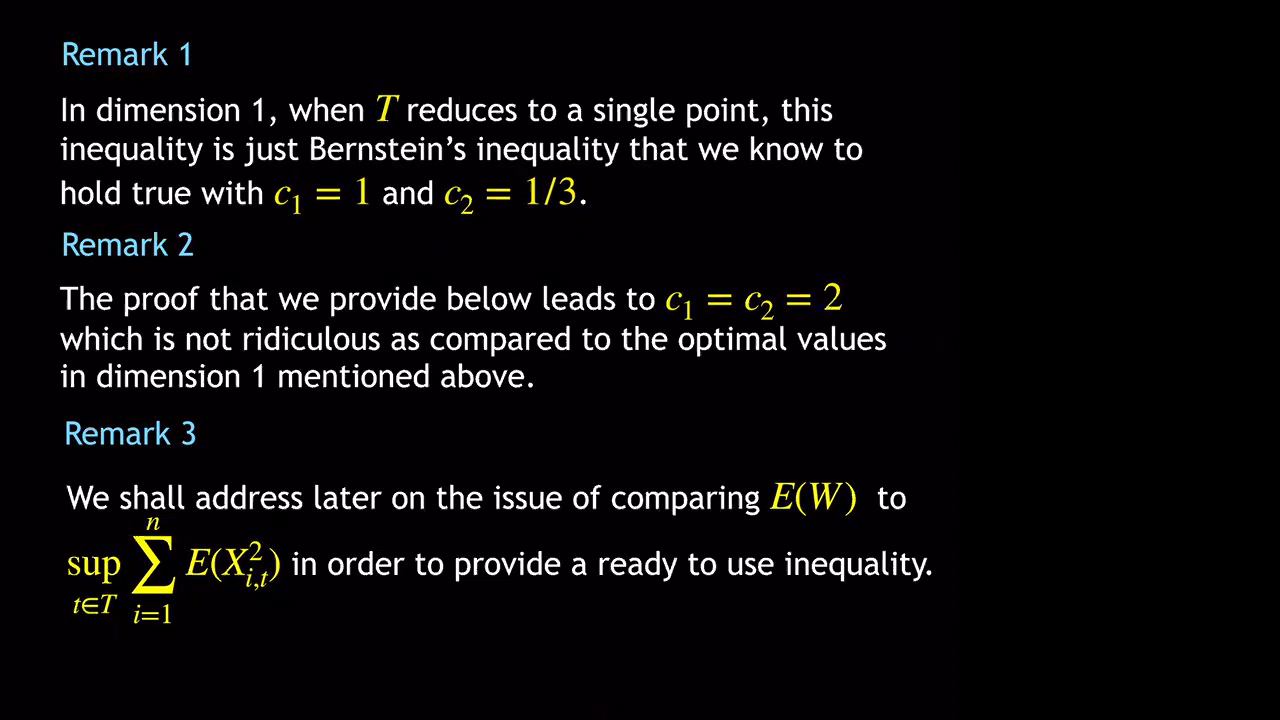 Remark 1
In dimension 1, when T reduces to a single point, this
inequality is just Bernstein’s inequality that we know to
hold true with c₁ = 1 and c₂ = 1/3.
Remark 2
The proof that we provide below leads to c₁ = c₂ = 2
which is not ridiculous as compared to the optimal values
in dimension 1 mentioned above.
Remark 3
We shall address later on the issue of comparing E(W) to
sup_{t∈T} ∑_{i=1}^{n} E(X²_{i,t}) in order to provide a ready to use inequality.